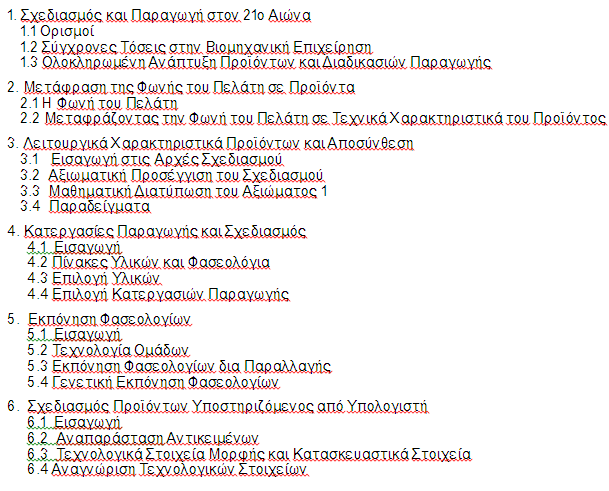 1. Σχεδιασμός και Παραγωγή στον 21ο Αιώνα
1.1 Ορισμοί
1.2 Σύγχρονες Τόσεις στην Βιομηχανική Επιχείρηση
1.3 Ολοκληρωμένη Ανάπτυξη Προϊόντων και Διαδικασιών Παραγωγής
2. Μετάφραση της Φωνής του Πελάτη σε Προϊόντα
2.1 Η Φωνή του Πελάτη
2.2 Μεταφράζοντας την Φωνή του Πελάτη σε Τεχνικά Χαρακτηριστικά του Προϊόντος
3. Λειτουργικά Χαρακτηριστικά Προϊόντων και Αποσύνθεση
3.1 Εισαγωγή στις Αρχές Σχεδιασμού
3.2 Αξιωματική Προσέγγιση του Σχεδιασμού
3.3 Μαθηματική Διατύπωση του Αξιώματος 1
3.4 Παραδείγματα
4. Κατεργασίες Παραγωγής και Σχεδιασμός
4.1 Εισαγωγή
4.2 Πίνακες Υλικών και Φασεολόγια
4.3 Επιλογή Υλικών
4.4 Επιλογή Κατεργασιών Παραγωγής
5. Εκπόνηση Φασεολογίων
5.1 Εισαγωγή
5.2 Τεχνολογία Ομάδων
5.3 Εκπόνηση Φασεολογίων δια Παραλλαγής
5.4 Γενετική Εκπόνηση Φασεολογίων
6. Σχεδιασμός Προϊόντων Υποστηριζόμενος από Υπολογιστή
6.1 Εισαγωγή
6.2 Αναπαράσταση Αντικειμένων
6.3 Τεχνολογικά Στοιχεία Μορφής και Κατασκευαστικά Στοιχεία
6.4 Αναγνώριση Τεχνολογικών Στοιχείων